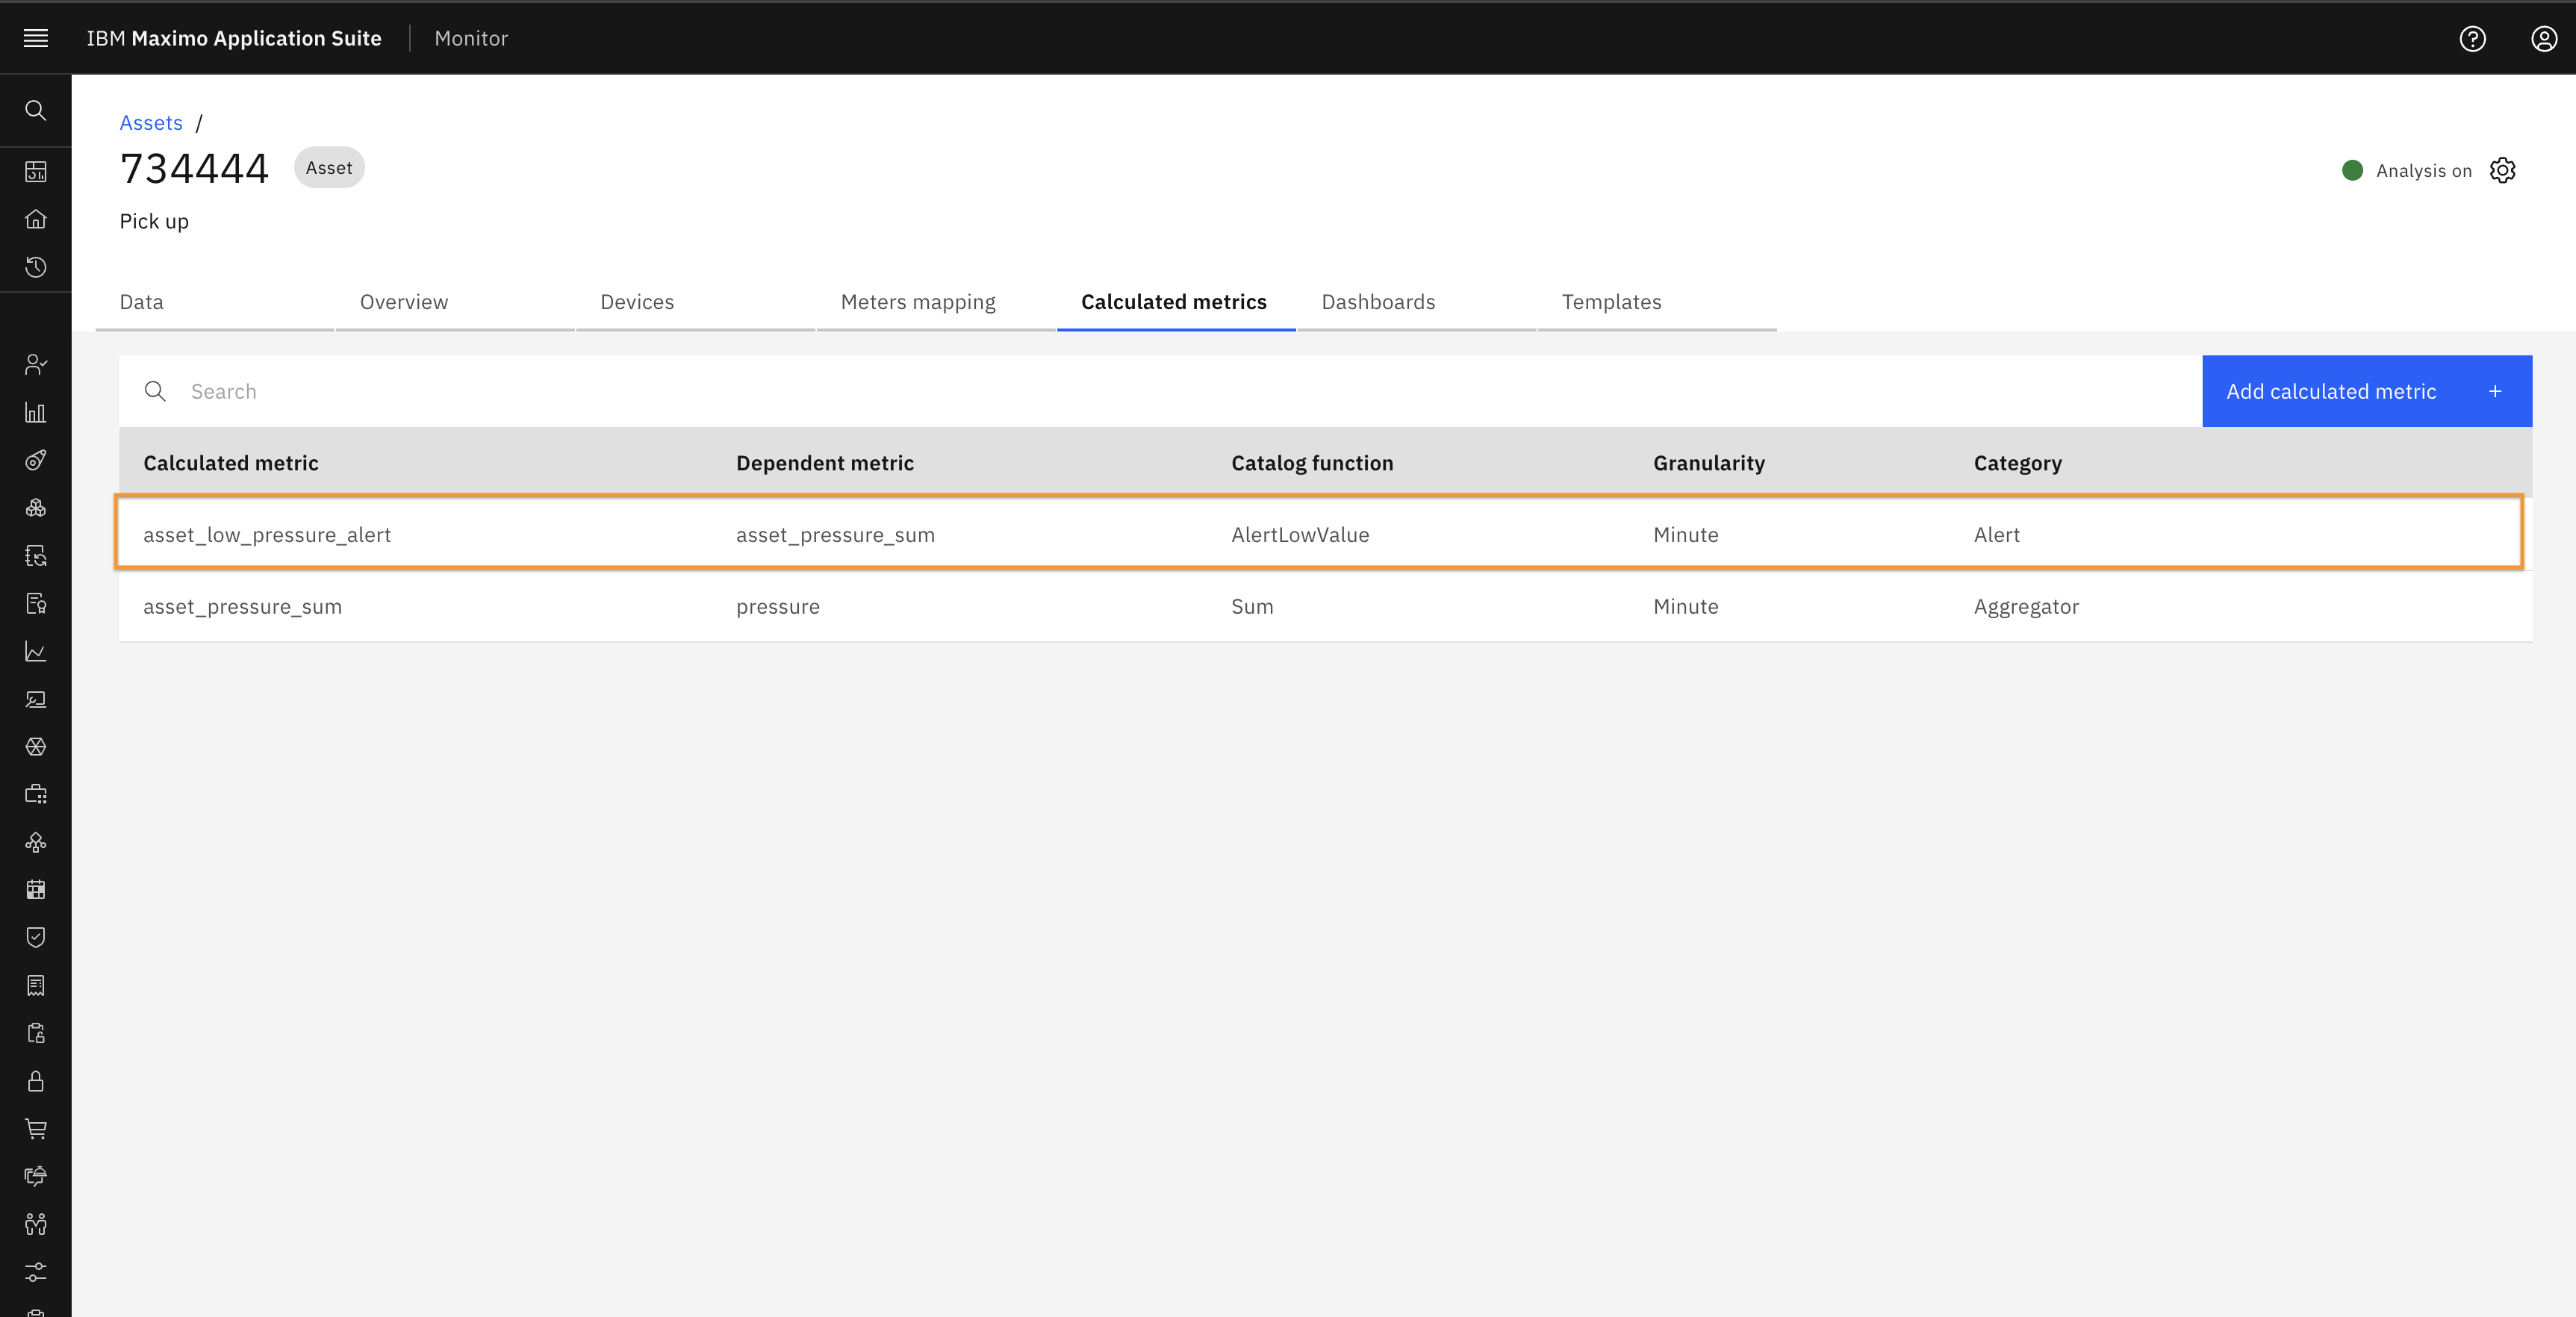 IBM Maximo Application Suite Monitor
Assets /
734444 Asset
Analysis on
Pick up
Data Overview Devices Meters mapping Calculated metrics Dashboards Templates
Search Add calculated metric +
Calculated metric Dependent metric Catalog function Granularity Category
asset_low_pressure_alert asset_pressure_sum AlertLowValue Minute Alert
asset_pressure_sum pressure Sum Minute Aggregator